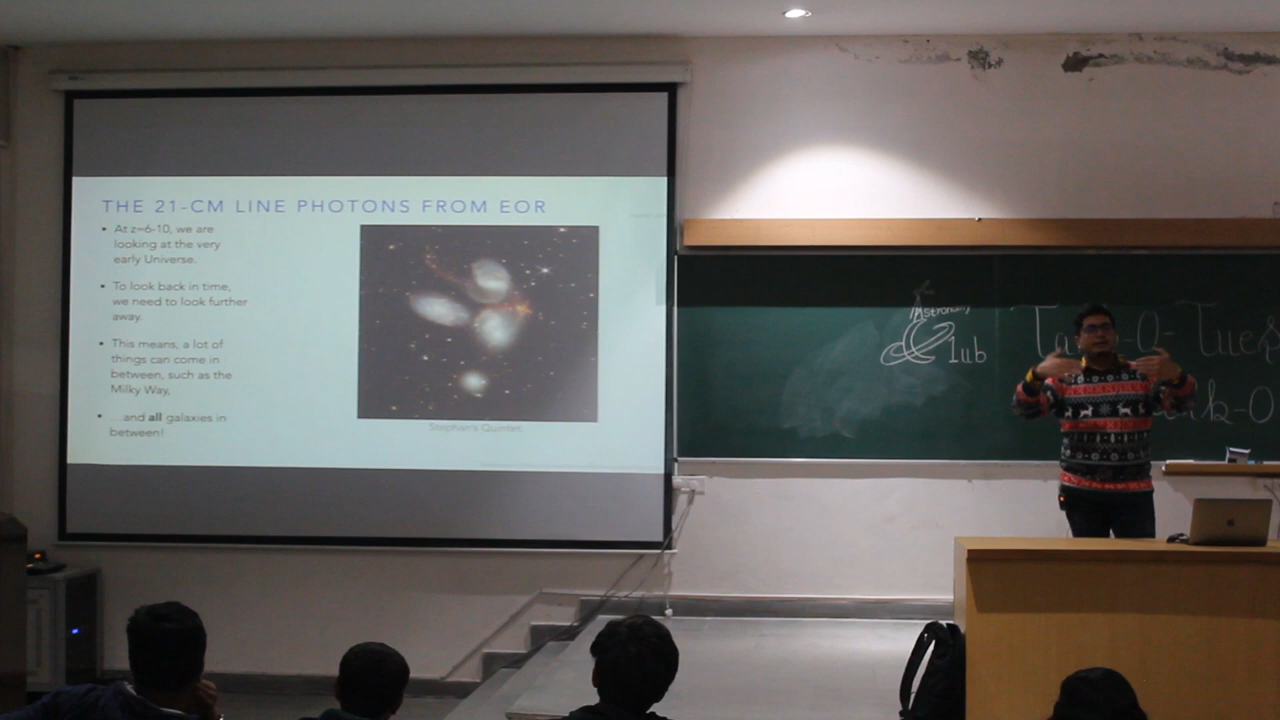 THE 21-CM LINE PHOTONS FROM EOR
• At z=6-10, we are
looking at the very
early Universe.
• To look back in time,
we need to look further
away.
• This means, a lot of
things can come in
between, such as the
Milky Way,
• ....and all galaxies in
between!
Stephan's Quintet.
Astronomy
Club